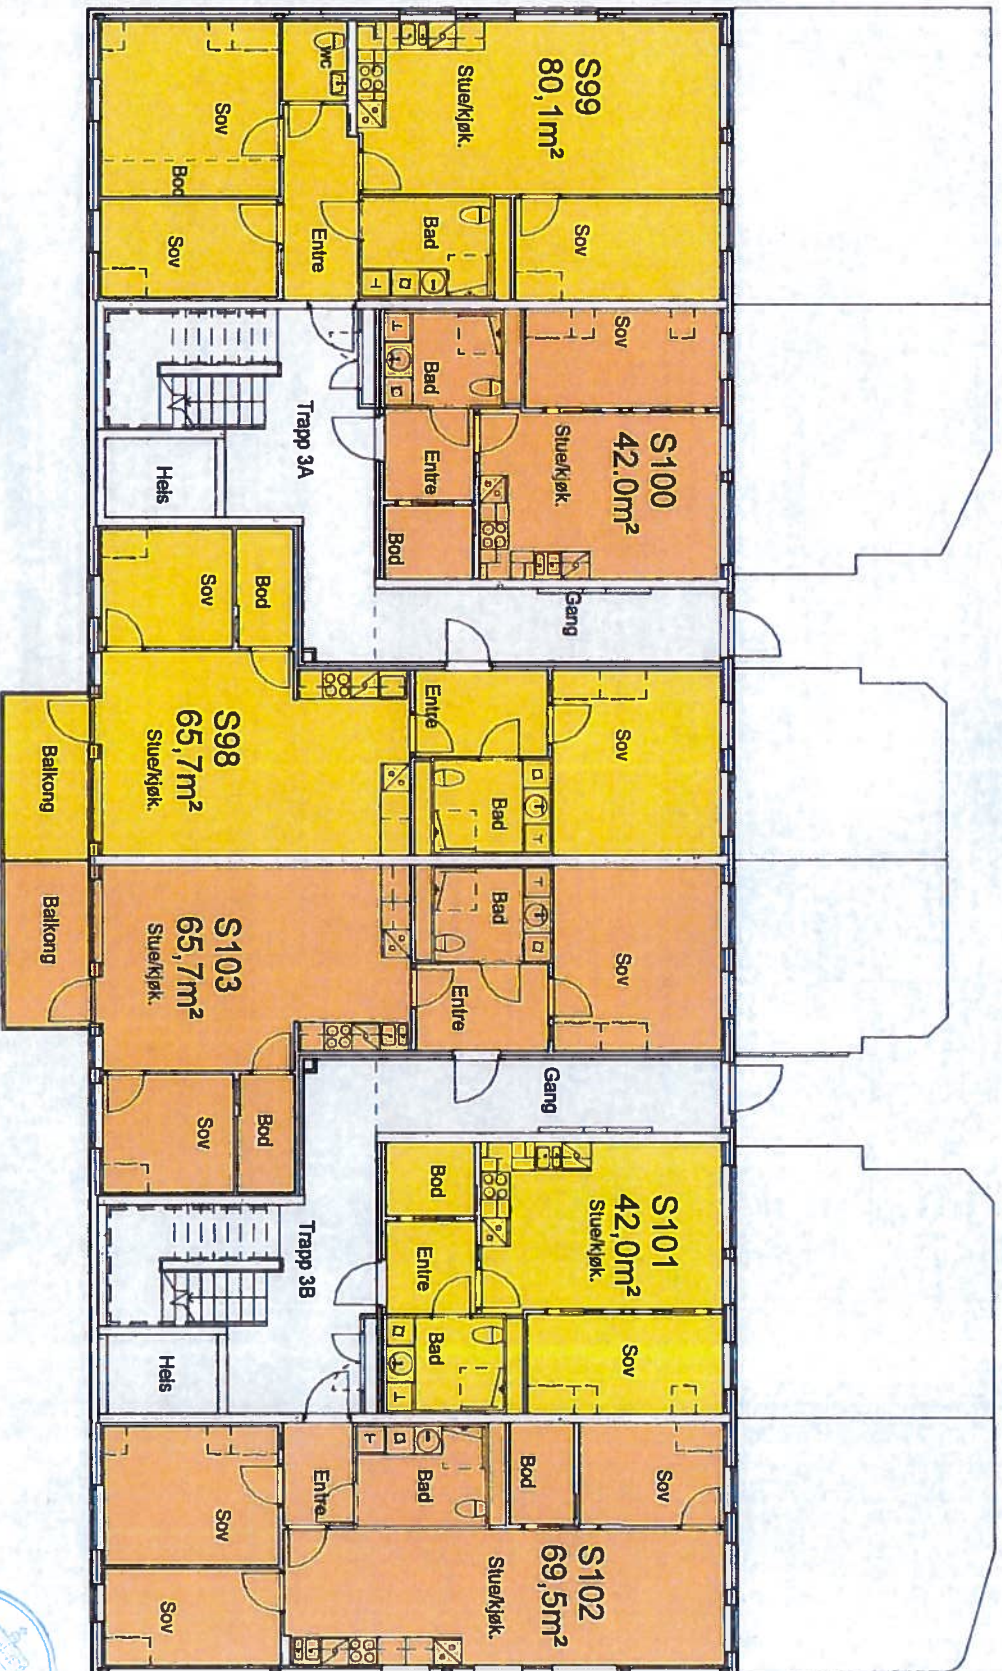 S99
80,1m²
Stue/kjøk.
WC
Sov
Bod
Sov
Entre
Bad
T
Sov
Sov
Bad
T
S100
42.0m²
Stue/kjøk.
Entre
Bod
Trapp 3A
Heis
Gang
Sov
Bod
S98
65,7m²
Stue/kjøk.
Balkong
Entré
Bad
T
Sov
S103
65,7m²
Stue/kjøk.
Balkong
Entre
Bad
T
Sov
Sov
Bod
Gang
Trapp 3B
Heis
S101
42,0m²
Stue/kjøk.
Bod
Entre
Bad
T
Sov
S102
69,5m²
Stue/kjøk.
Entre
Bad
T
Bod
Sov
Sov
Sov